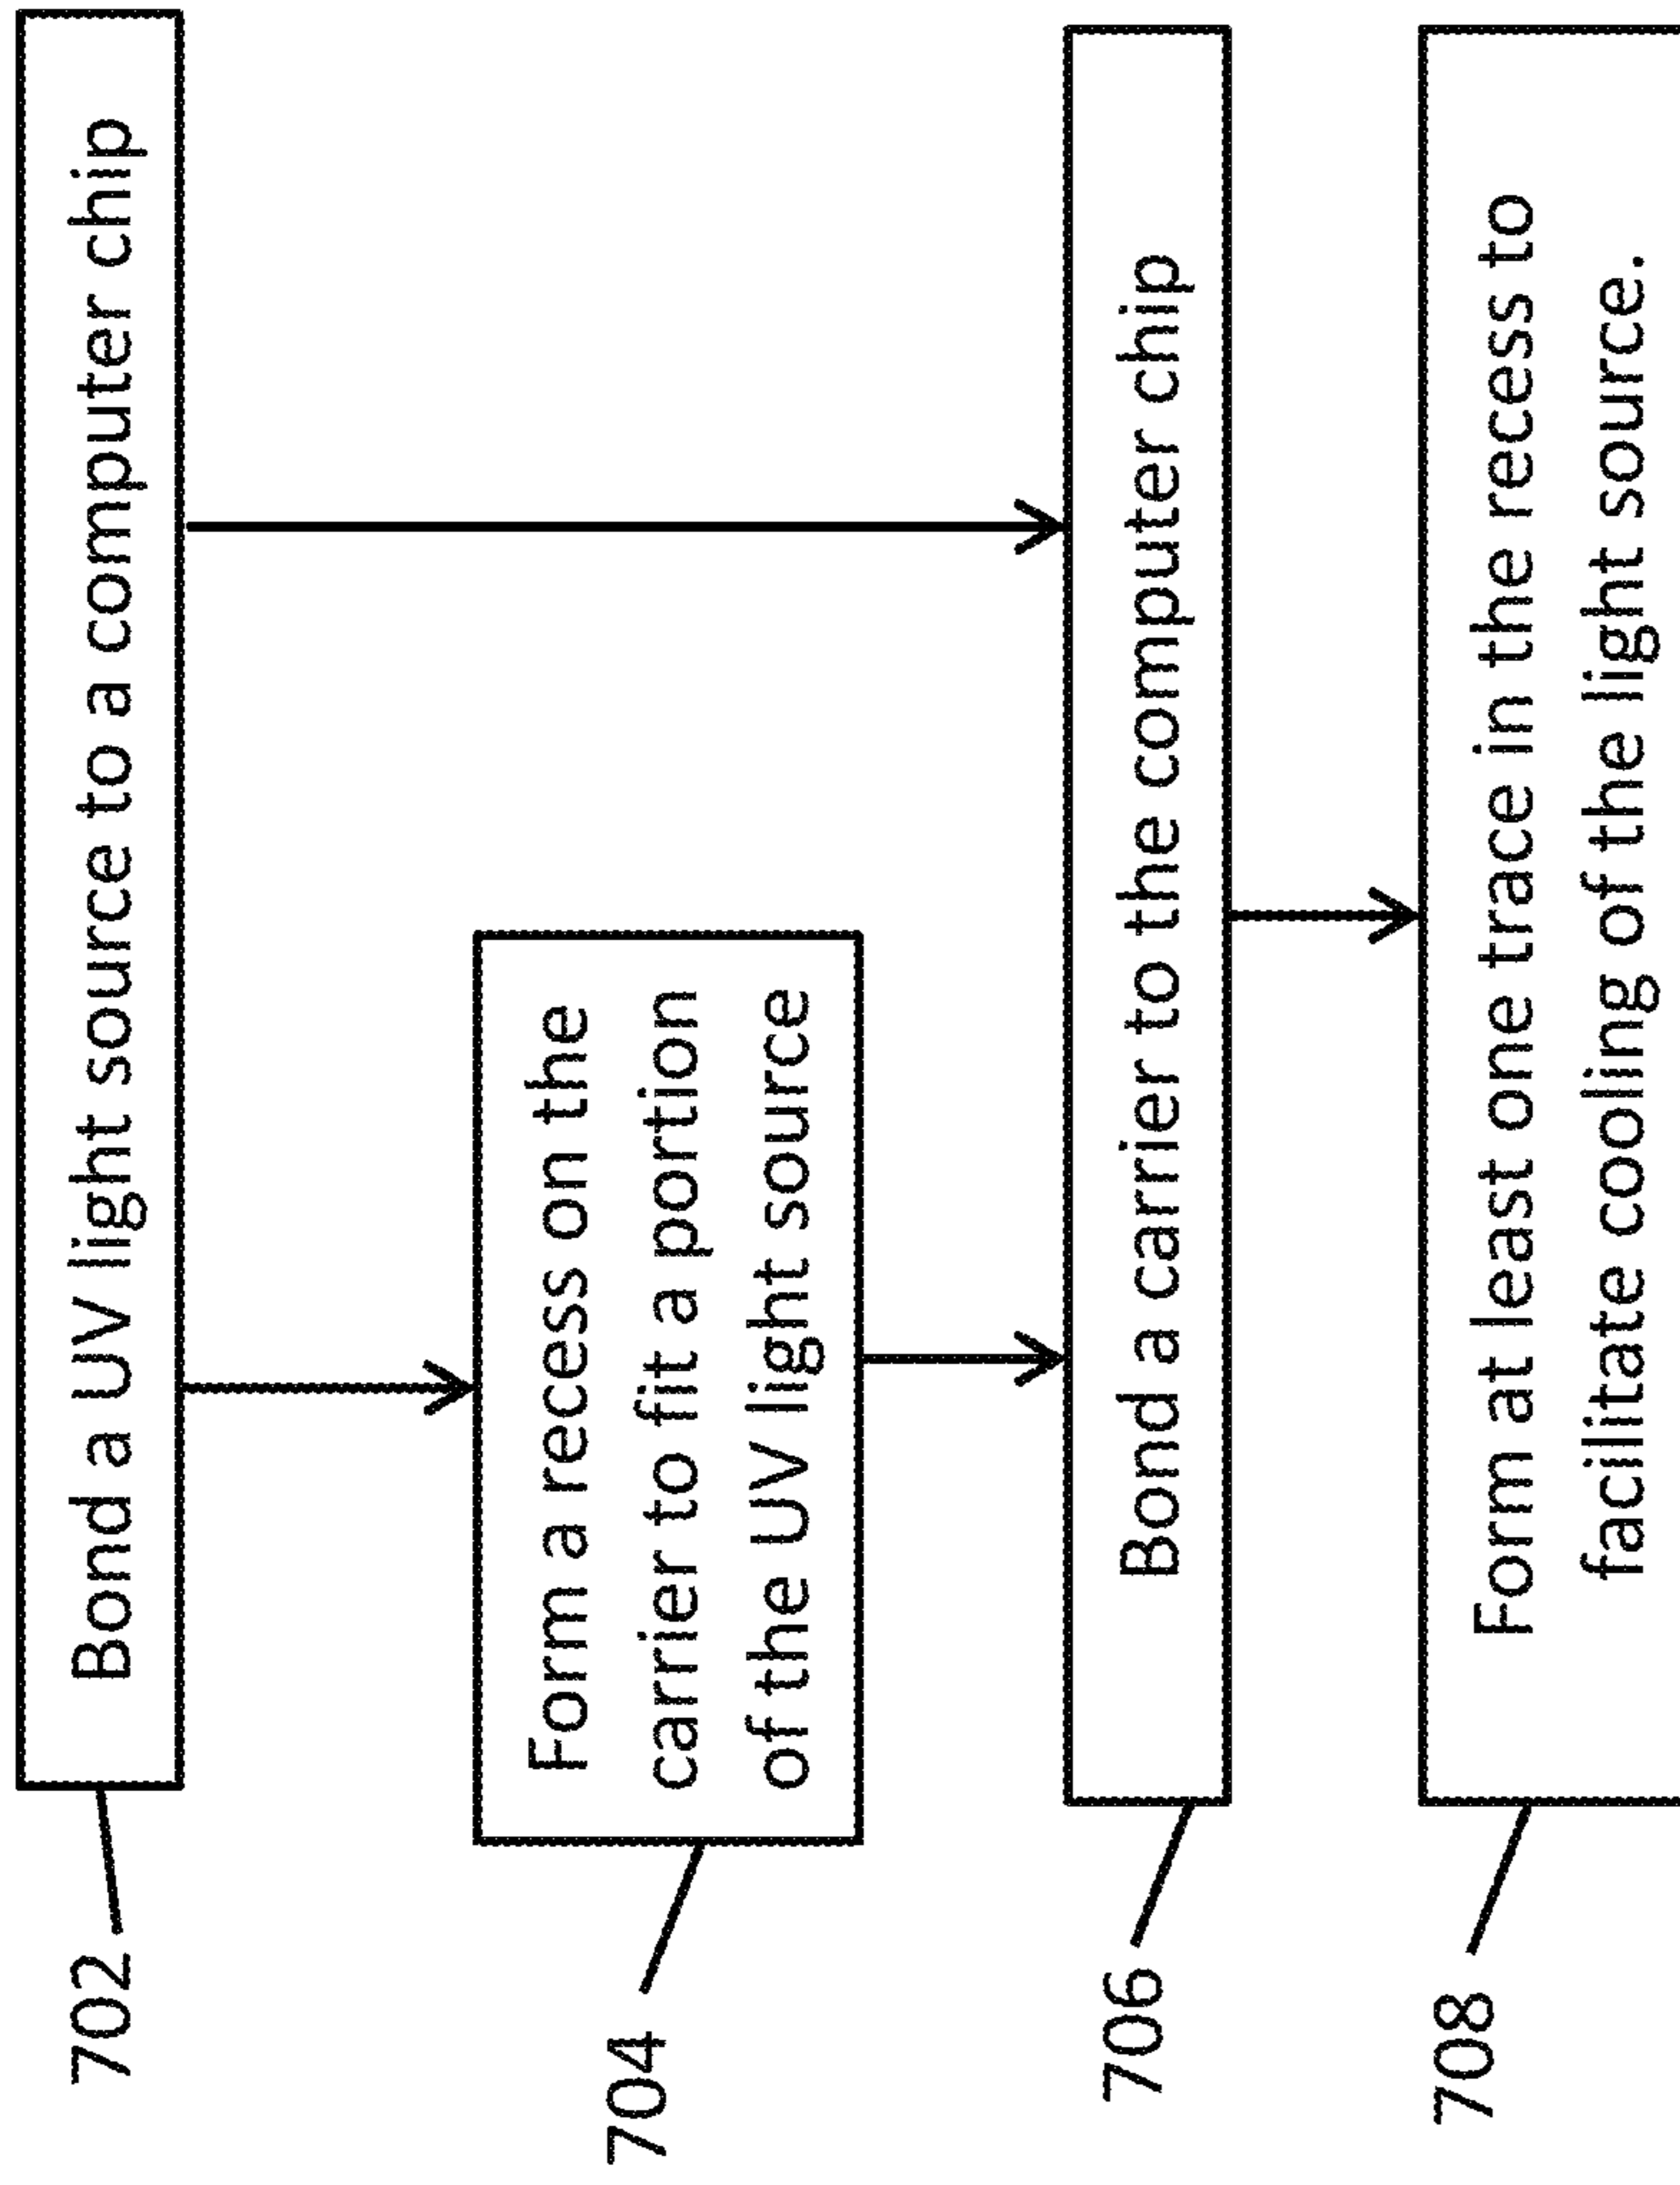 702
Bond a UV light source to a computer chip
704
Form a recess on the
carrier to fit a portion
of the UV light source
706
Bond a carrier to the computer chip
708
Form at least one trace in the recess to
facilitate cooling of the light source.